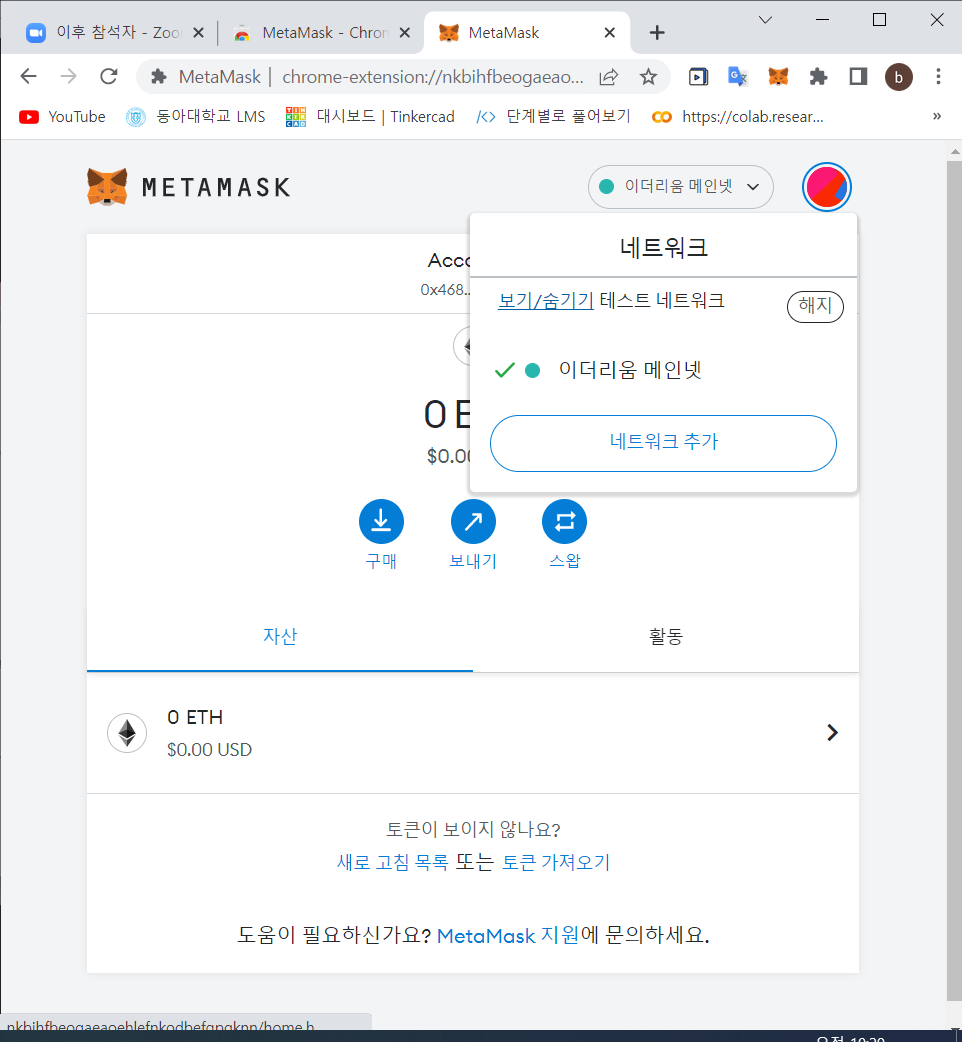 이후 참석자 - Zoo
MetaMask - Chron
MetaMask
MetaMask | chrome-extension://nkbihfbeogaeao...
b
YouTube
동아대학교 LMS
TINKERCAD
대시보드 | Tinkercad
</> 단계별로 풀어보기
https://colab.resear...
»
METAMASK
이더리움 메인넷
네트워크
보기/숨기기 테스트 네트워크
해지
이더리움 메인넷
네트워크 추가
Acco
0x468..
0 E
$0.00
구매
보내기
스왑
자산
활동
0 ETH
$0.00 USD
토큰이 보이지 않나요?
새로 고침 목록 또는 토큰 가져오기
도움이 필요하신가요? MetaMask 지원에 문의하세요.
nkbihfbeogaeaoehlefnkodbefgpgknn/home.h
오전 10:20